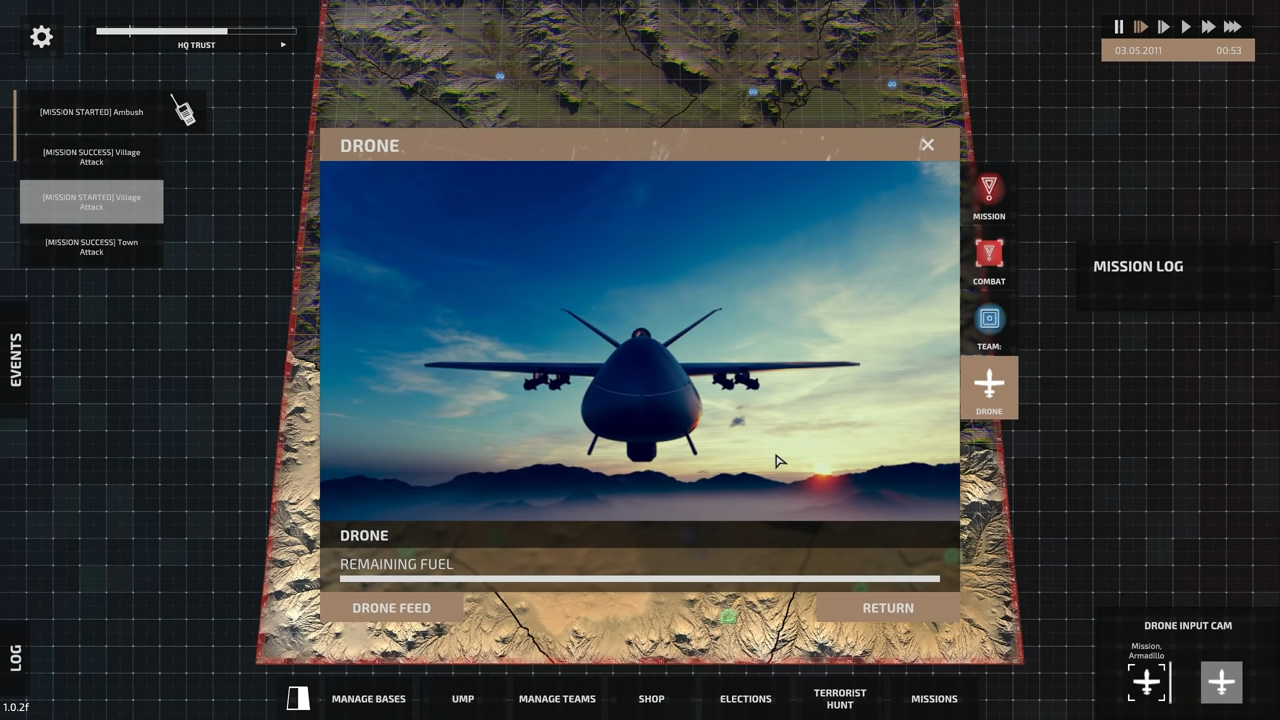 HQ TRUST
03.05.2011 00:53
[MISSION STARTED] Ambush
[MISSION SUCCESS] Village
Attack
[MISSION STARTED] Village
Attack
[MISSION SUCCESS] Town
Attack
EVENTS
LOG
1.0.2f
DRONE
MISSION
COMBAT
TEAM:
DRONE
MISSION LOG
DRONE
REMAINING FUEL
DRONE FEED
RETURN
DRONE INPUT CAM
Mission,
Armadillo
MANAGE BASES
UMP
MANAGE TEAMS
SHOP
ELECTIONS
TERRORIST
HUNT
MISSIONS